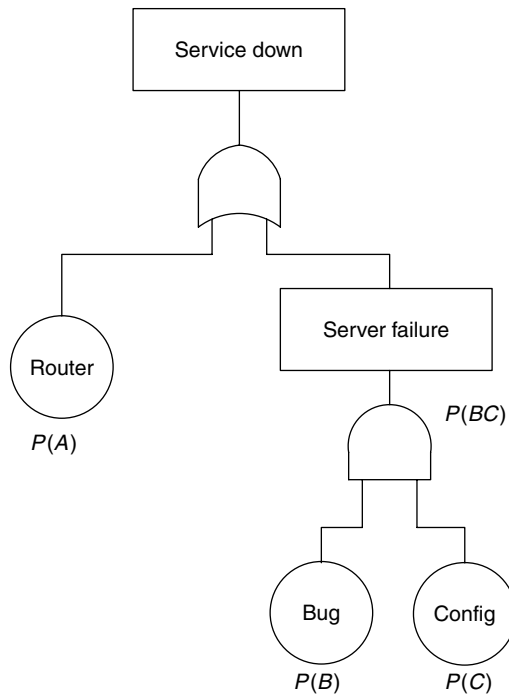 Service down
Server failure
Router
P(A)
P(BC)
Bug
Config
P(B)
P(C)